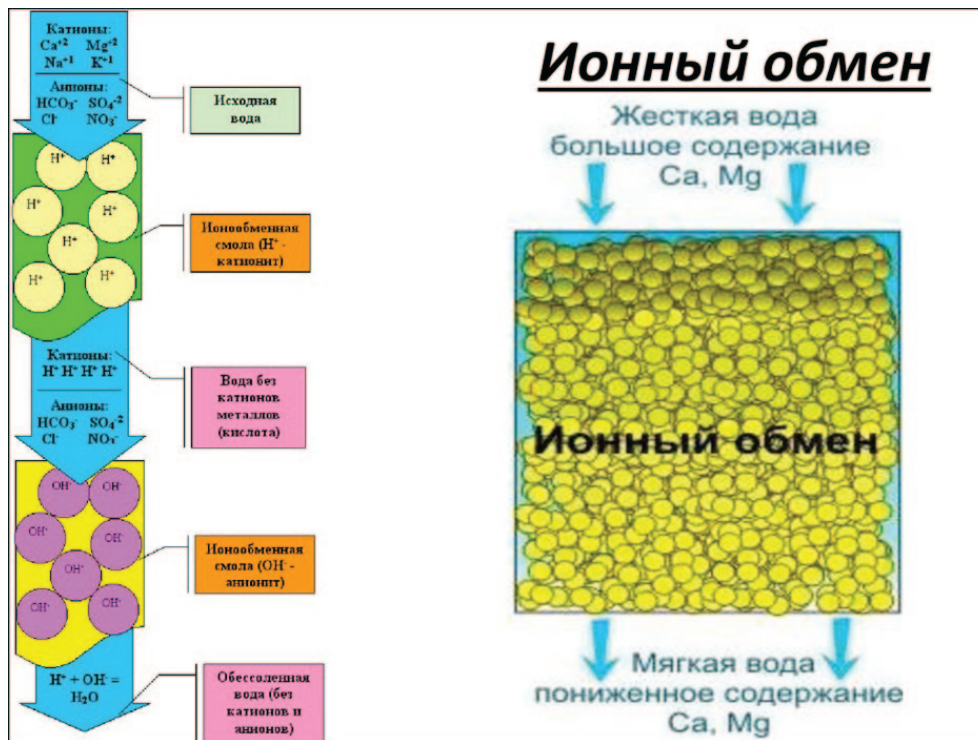 Катионы:
Ca⁺² Mg⁺²
Na⁺¹ K⁺¹
Анионы:
HCO₃⁻ SO₄⁻²
Cl⁻ NO₃⁻
Исходная
вода
H⁺ H⁺
H⁺ H⁺
H⁺
H⁺ H⁺
Ионообменная
смола (H⁺ -
катионит)
Катионы:
H⁺ H⁺ H⁺ H⁺
Анионы:
HCO₃⁻ SO₄⁻²
Cl⁻ NO₃⁻
Вода без
катионов
металлов
(кислота)
OH⁻ OH⁻
OH⁻ OH⁻
OH⁻
OH⁻ OH⁻
Ионообменная
смола (OH⁻ -
анионит)
H⁺ + OH⁻ =
H₂O
Обессоленная
вода (без
катионов и
анионов)
Ионный обмен
Жесткая вода
большое содержание
Ca, Mg
Ионный обмен
Мягкая вода
пониженное содержание
Ca, Mg